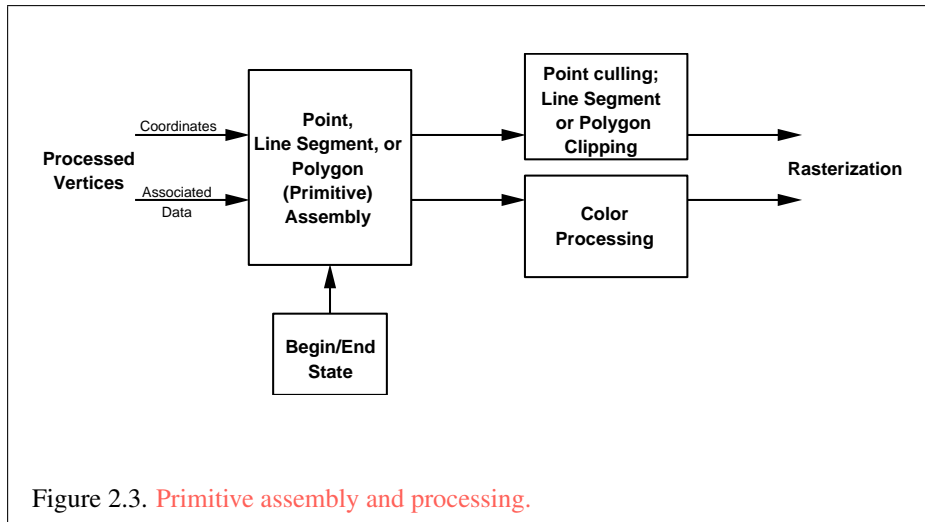 Processed
Vertices
Coordinates
Associated
Data
Point,
Line Segment, or
Polygon
(Primitive)
Assembly
Begin/End
State
Point culling;
Line Segment
or Polygon
Clipping
Color
Processing
Rasterization
Figure 2.3. Primitive assembly and processing.